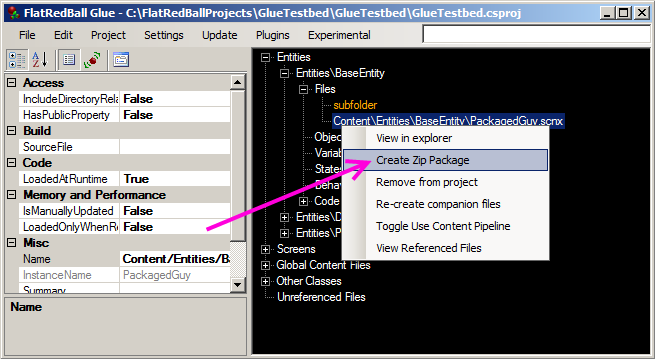 FlatRedBall Glue - C:\FlatRedBallProjects\GlueTestbed\GlueTestbed\GlueTestbed.csproj
File Edit Project Settings Update Plugins Experimental
Access
IncludeDirectoryRela False
HasPublicProperty False
Build
SourceFile
Code
LoadedAtRuntime True
Memory and Performance
IsManuallyUpdated False
LoadedOnlyWhenRe False
Misc
Name Content/Entities/Ba
InstanceName PackagedGuy
Summary
Name
Entities
Entities\BaseEntity
Files
subfolder
Content\Entities\BaseEntity\PackagedGuy.scnx
Objec
Variab
States
Behav
Code
Entities\D
Entities\P
Screens
Global Content Files
Other Classes
Unreferenced Files
View in explorer
Create Zip Package
Remove from project
Re-create companion files
Toggle Use Content Pipeline
View Referenced Files